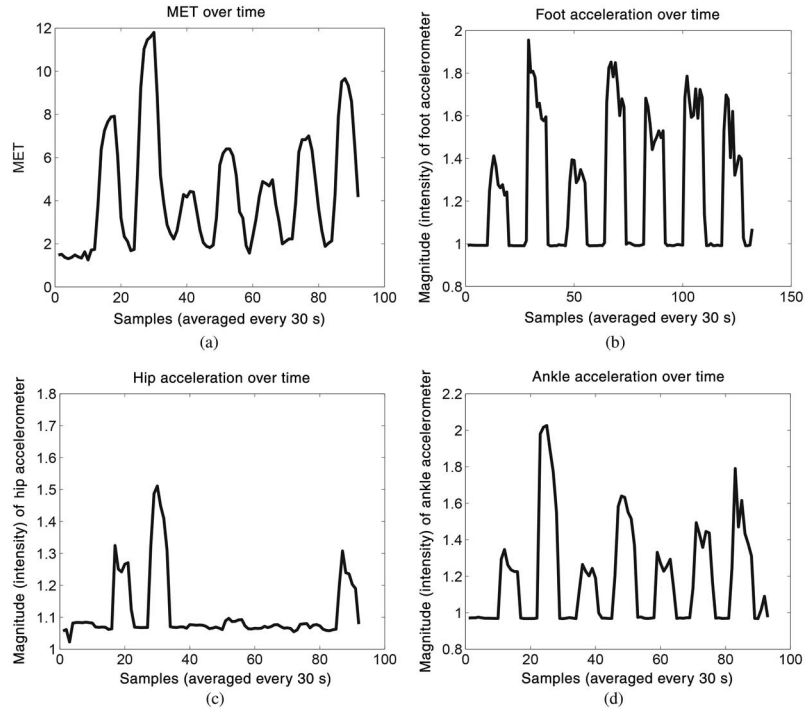 MET over time
MET
12
10
8
6
4
2
0
0 20 40 60 80 100
Samples (averaged every 30 s)
(a)
Foot acceleration over time
Magnitude (intensity) of foot accelerometer
2
1.8
1.6
1.4
1.2
1
0.8
0 50 100 150
Samples (averaged every 30 s)
(b)
Hip acceleration over time
Magnitude (intensity) of hip accelerometer
1.8
1.7
1.6
1.5
1.4
1.3
1.2
1.1
1
0 20 40 60 80 100
Samples (averaged every 30 s)
(c)
Ankle acceleration over time
Magnitude (intensity) of ankle accelerometer
2.2
2
1.8
1.6
1.4
1.2
1
0.8
0 20 40 60 80 100
Samples (averaged every 30 s)
(d)